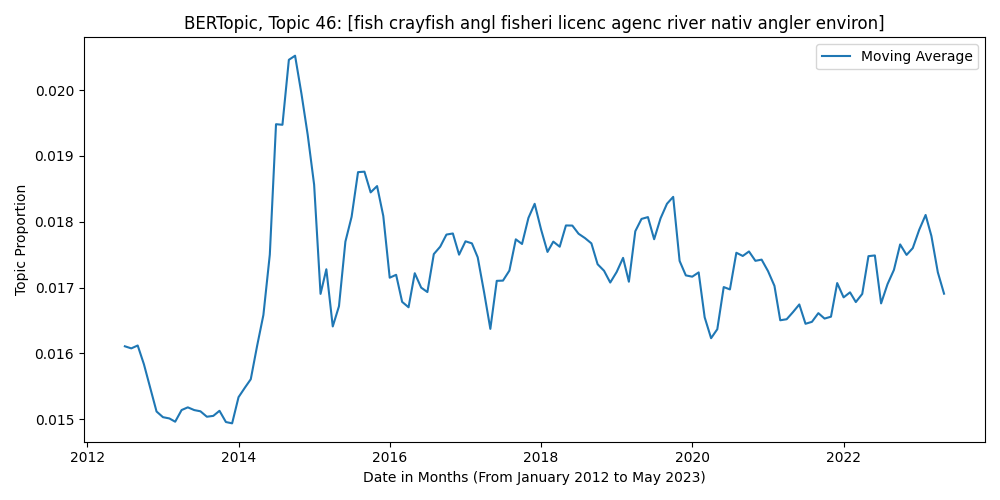 BERTopic, Topic 46: [fish crayfish angl fisheri licenc agenc river nativ angler environ]
Moving Average
0.020
0.019
0.018
0.017
0.016
0.015
Topic Proportion
2012 2014 2016 2018 2020 2022
Date in Months (From January 2012 to May 2023)